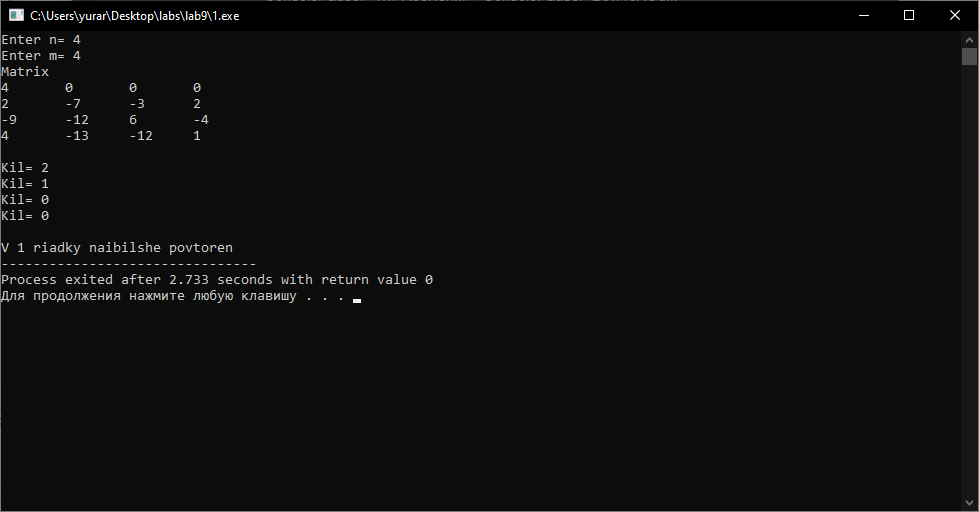 C:\Users\yurar\Desktop\labs\lab9\1.exe
Enter n= 4
Enter m= 4
Matrix
4 0 0 0
2 -7 -3 2
-9 -12 6 -4
4 -13 -12 1
Kil= 2
Kil= 1
Kil= 0
Kil= 0
V 1 riadky naibilshe povtoren
--------------------------------
Process exited after 2.733 seconds with return value 0
Для продолжения нажмите любую клавишу . . .